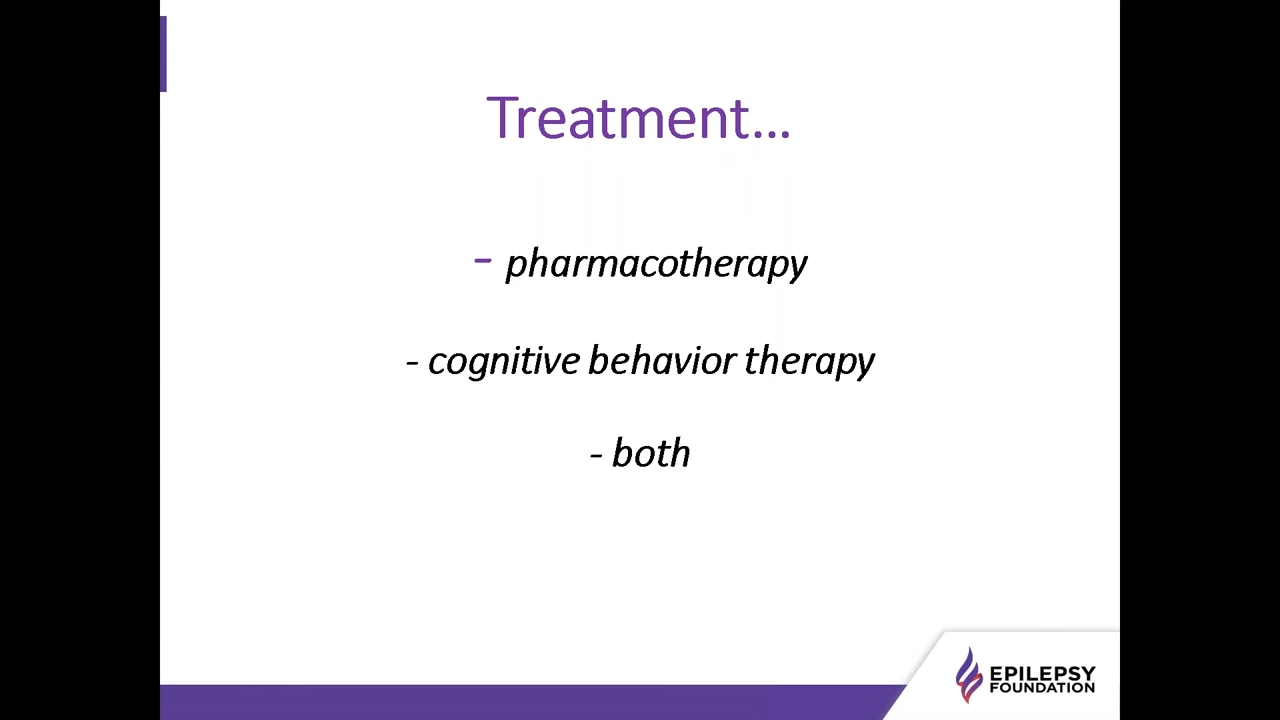 Treatment...
- pharmacotherapy
- cognitive behavior therapy
- both
EPILEPSY
FOUNDATION